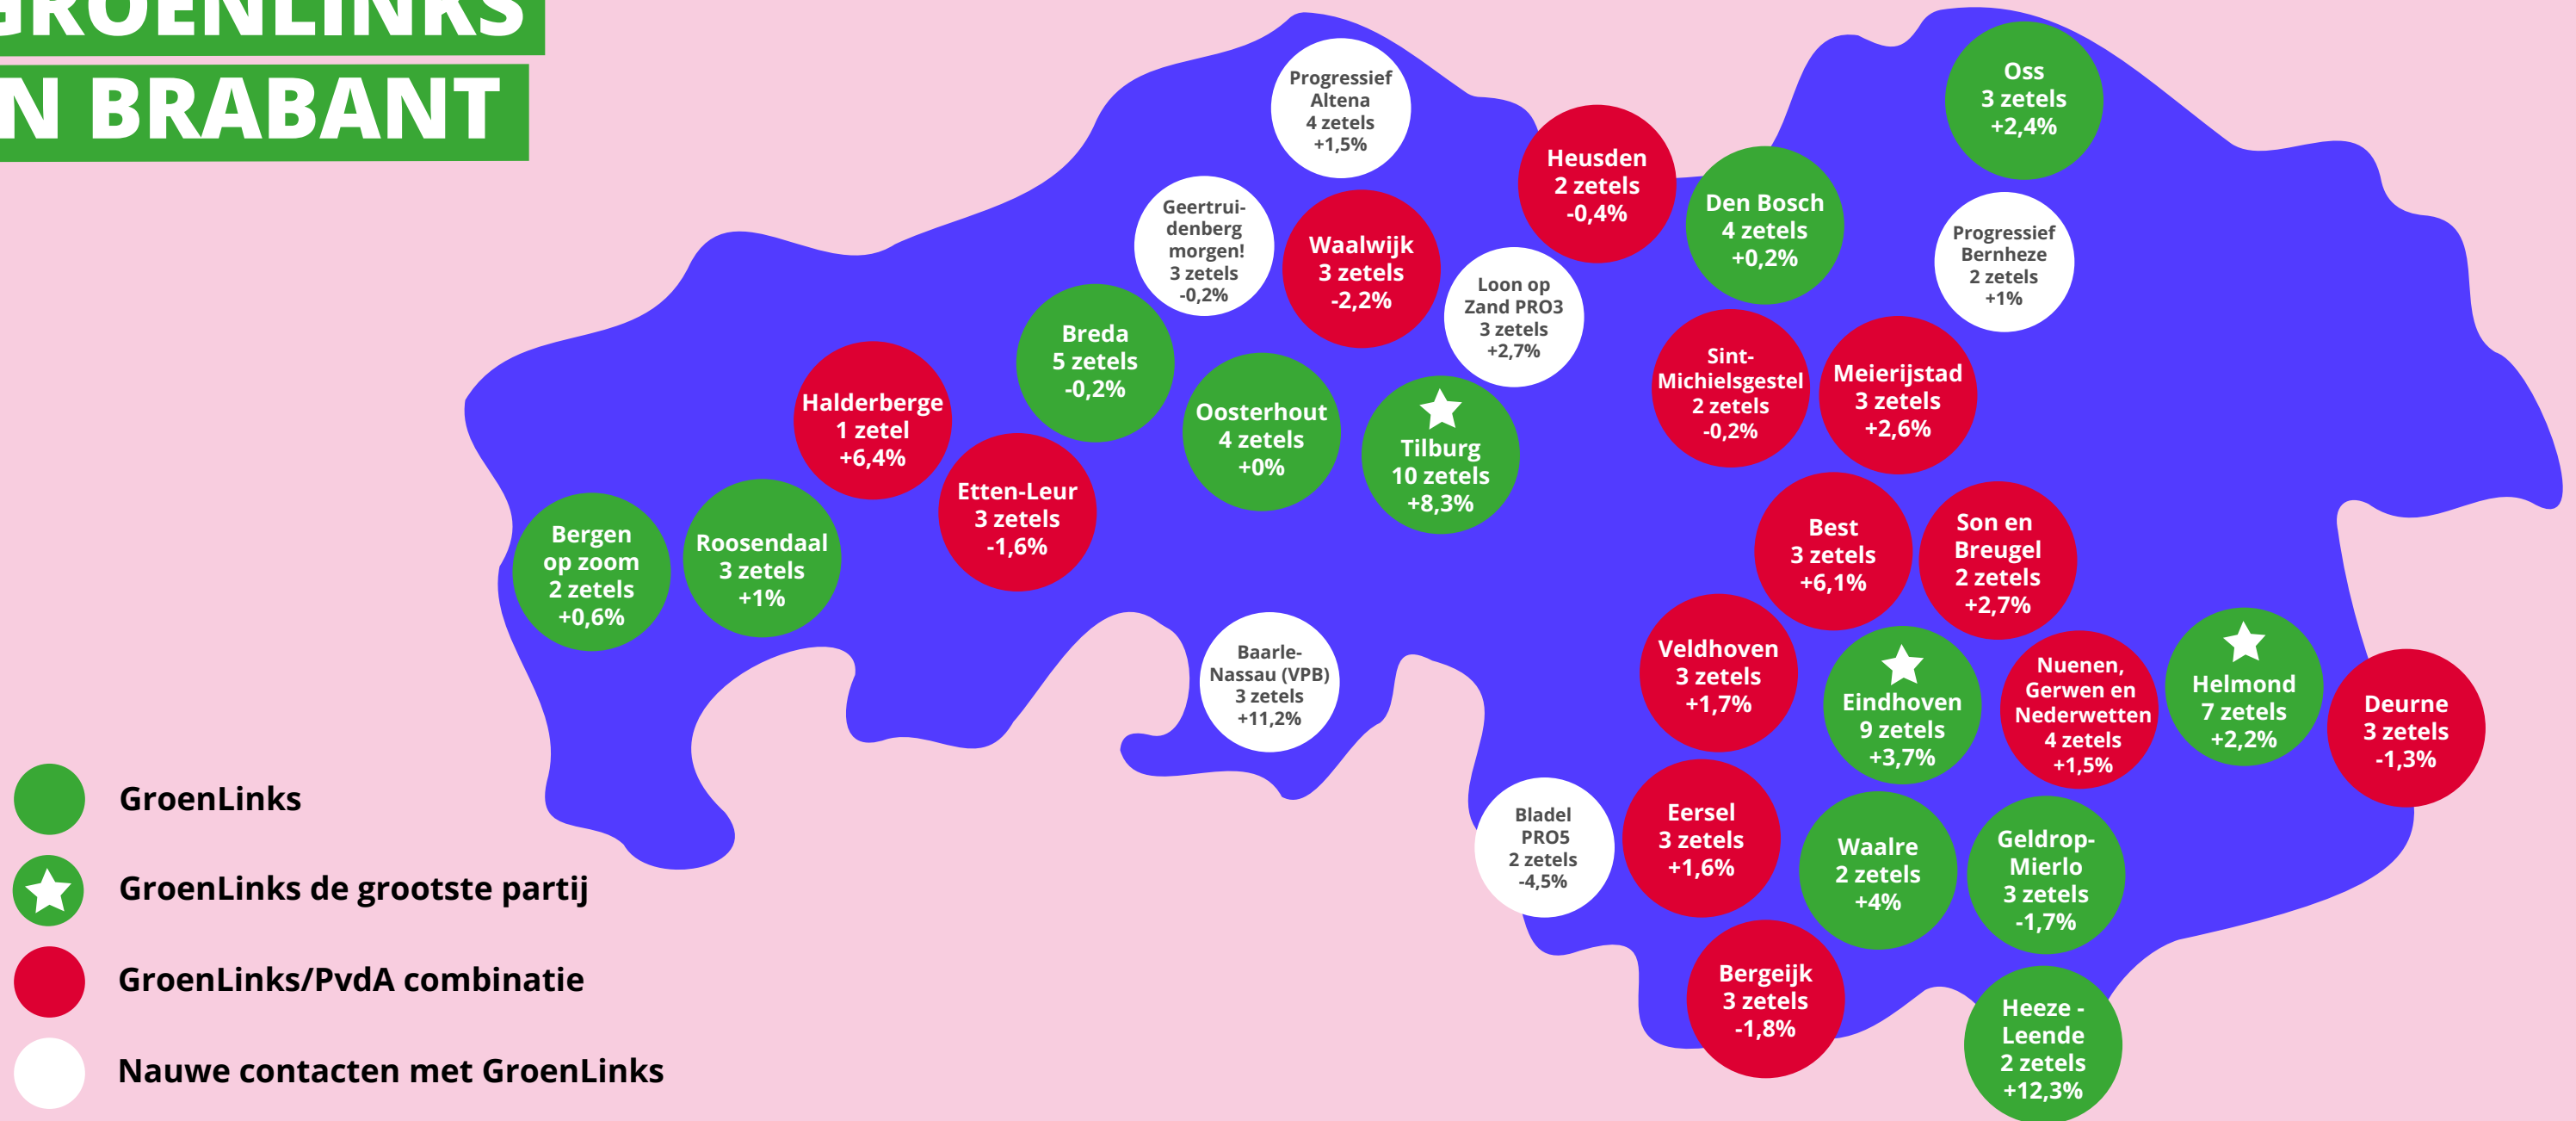 GROENLINKS
N BRABANT
Progressief
Altena
4 zetels
+1,5%
Oss
3 zetels
+2,4%
Heusden
2 zetels
-0,4%
Den Bosch
4 zetels
+0,2%
Geertrui-
denberg
morgen!
3 zetels
-0,2%
Waalwijk
3 zetels
-2,2%
Progressief
Bernheze
2 zetels
+1%
Loon op
Zand PRO3
3 zetels
+2,7%
Breda
5 zetels
-0,2%
Halderberge
1 zetel
+6,4%
Oosterhout
4 zetels
+0%
Tilburg
10 zetels
+8,3%
Sint-
Michielsgestel
2 zetels
-0,2%
Meierijstad
3 zetels
+2,6%
Etten-Leur
3 zetels
-1,6%
Bergen
op zoom
2 zetels
+0,6%
Roosendaal
3 zetels
+1%
Best
3 zetels
+6,1%
Son en
Breugel
2 zetels
+2,7%
Baarle-
Nassau (VPB)
3 zetels
+11,2%
Veldhoven
3 zetels
+1,7%
Eindhoven
9 zetels
+3,7%
Nuenen,
Gerwen en
Nederwetten
4 zetels
+1,5%
Helmond
7 zetels
+2,2%
Deurne
3 zetels
-1,3%
Bladel
PRO5
2 zetels
-4,5%
Eersel
3 zetels
+1,6%
Waalre
2 zetels
+4%
Geldrop-
Mierlo
3 zetels
-1,7%
Bergeijk
3 zetels
-1,8%
Heeze -
Leende
2 zetels
+12,3%
GroenLinks
GroenLinks de grootste partij
GroenLinks/PvdA combinatie
Nauwe contacten met GroenLinks